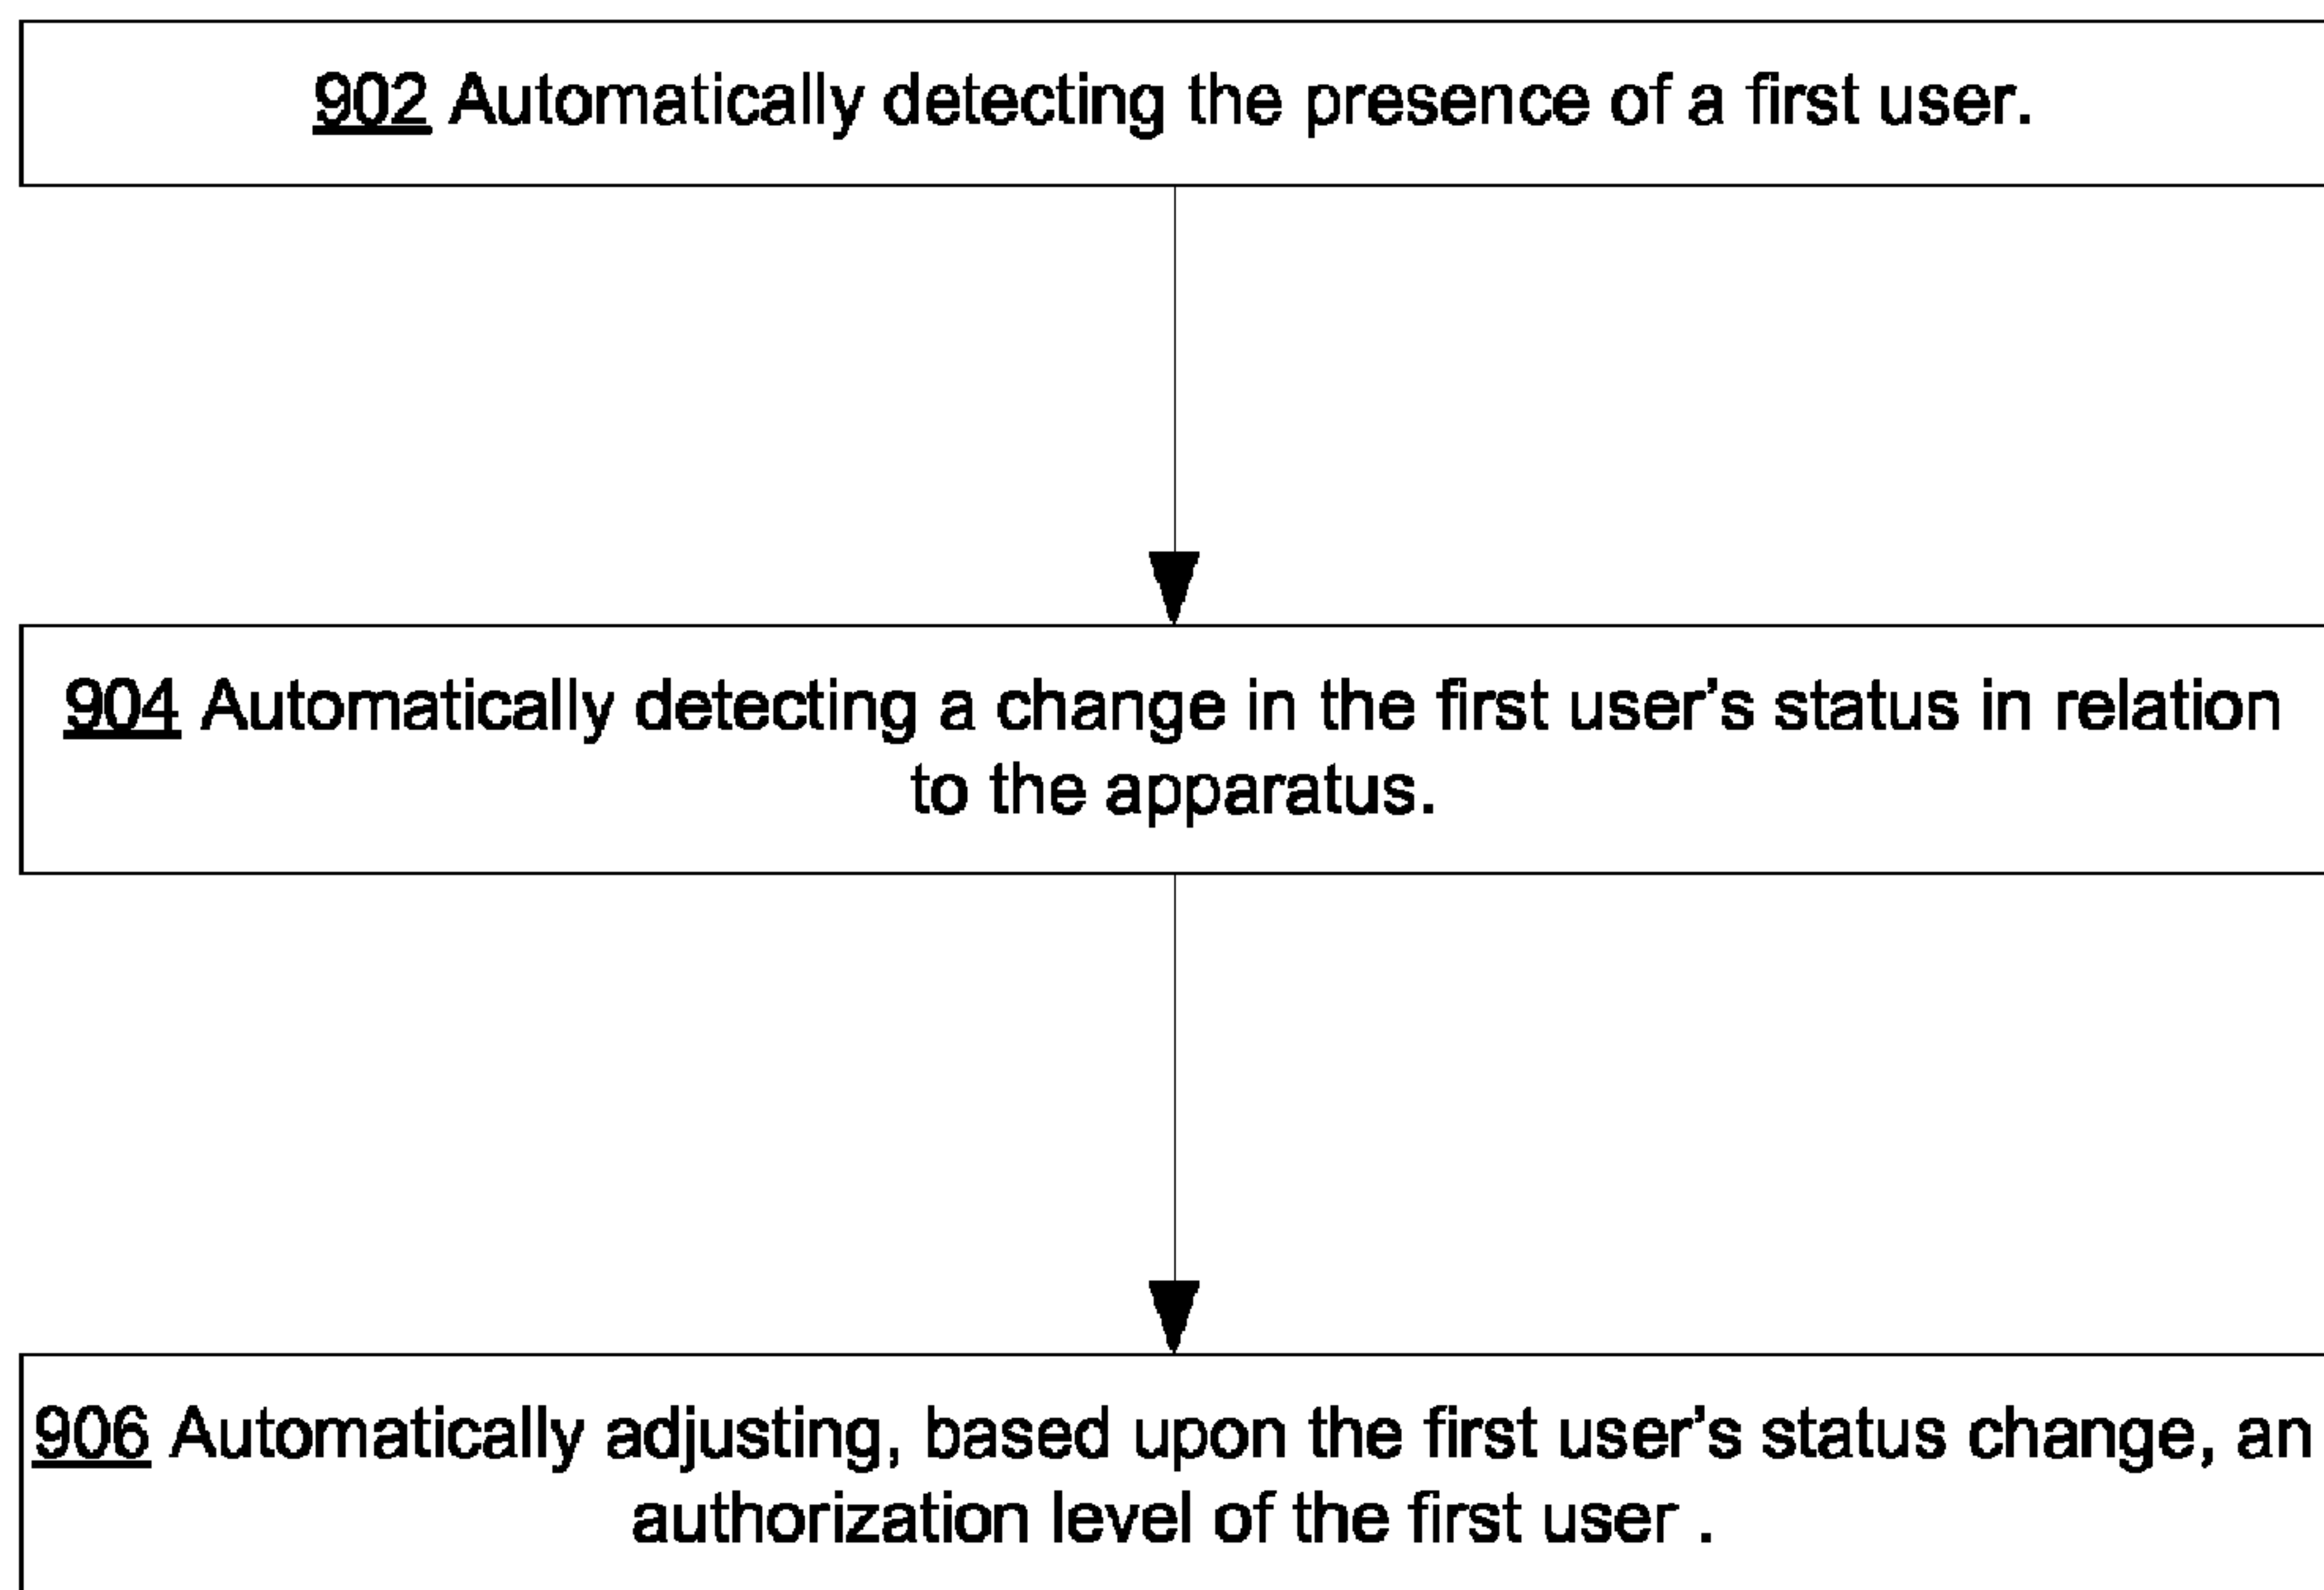 902 Automatically detecting the presence of a first user.
904 Automatically detecting a change in the first user’s status in relation
to the apparatus.
906 Automatically adjusting, based upon the first user’s status change, an
authorization level of the first user .